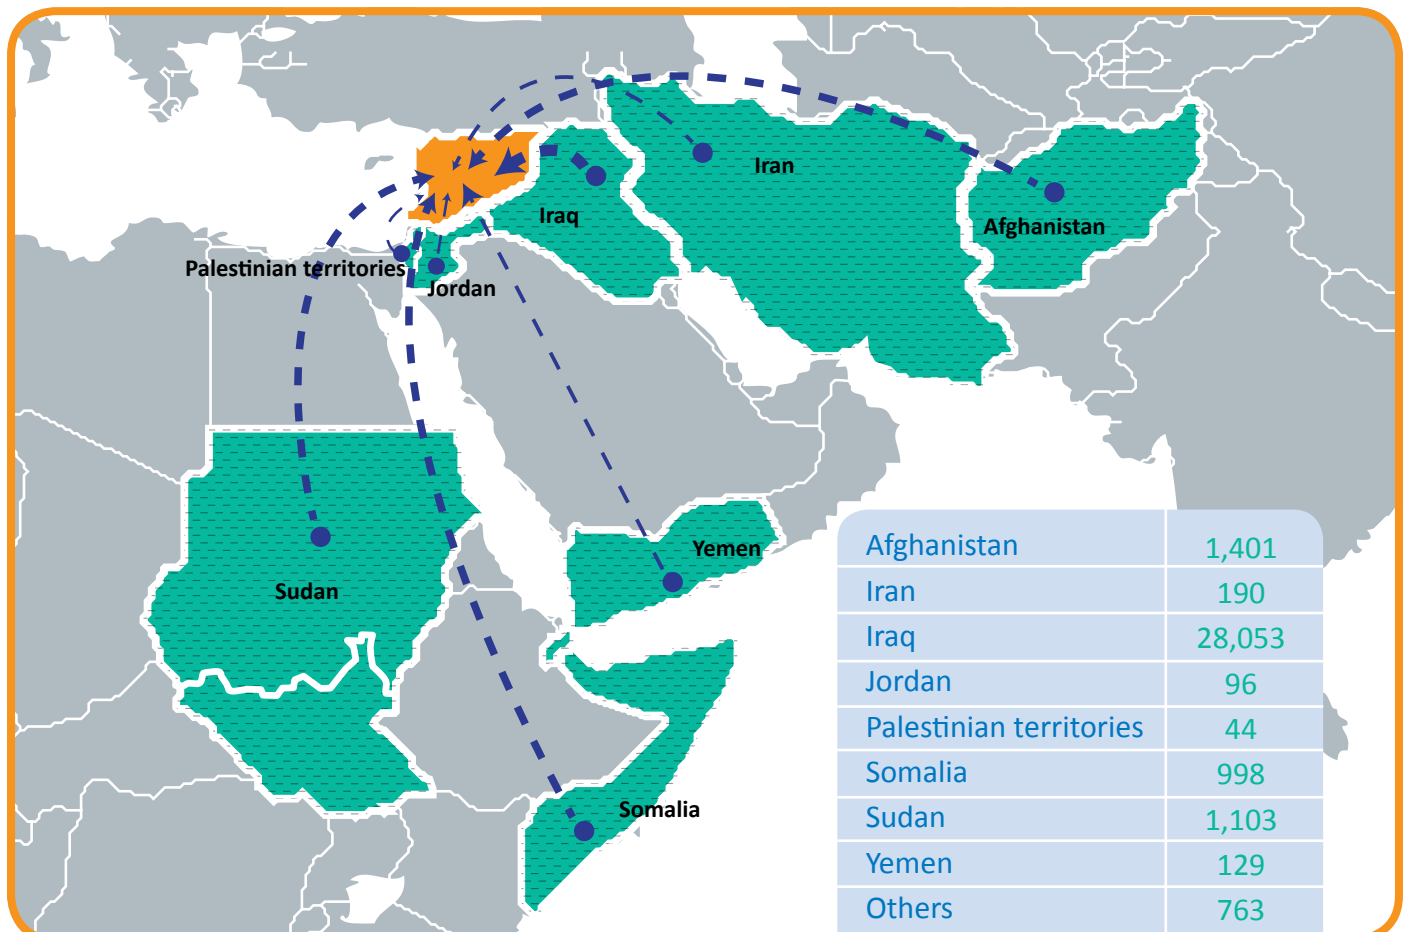 Iran
Afghanistan
Iraq
Palestinian territories
Jordan
Yemen
Sudan
Somalia
Afghanistan 1,401
Iran 190
Iraq 28,053
Jordan 96
Palestinian territories 44
Somalia 998
Sudan 1,103
Yemen 129
Others 763